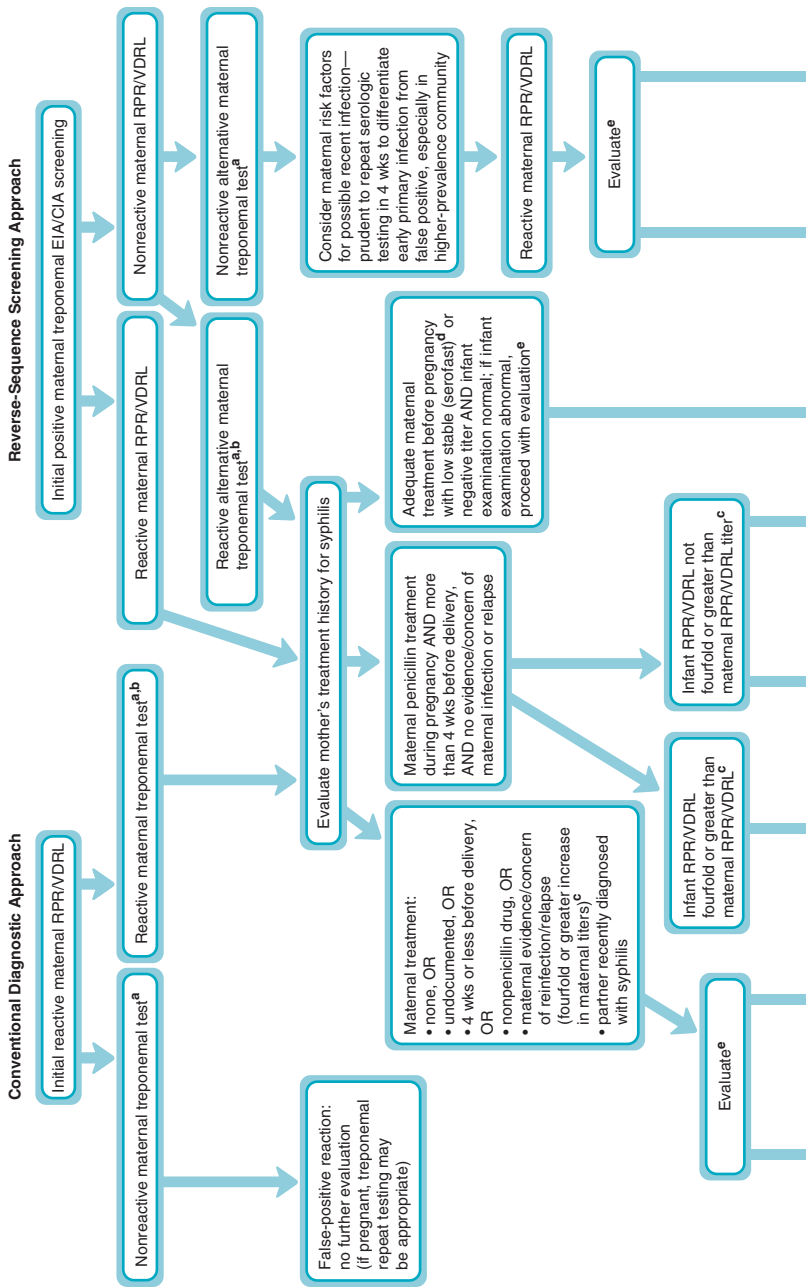 Conventional Diagnostic Approach
Initial reactive maternal RPR/VDRL
Nonreactive maternal treponemal test^a
Reactive maternal treponemal test^a,b
False-positive reaction:
no further evaluation
(if pregnant, treponemal
repeat testing may
be appropriate)
Reverse-Sequence Screening Approach
Initial positive maternal treponemal EIA/CIA screening
Reactive maternal RPR/VDRL
Nonreactive maternal RPR/VDRL
Reactive alternative maternal
treponemal test^a,b
Nonreactive alternative maternal
treponemal test^a
Evaluate mother's treatment history for syphilis
Consider maternal risk factors
for possible recent infection—
prudent to repeat serologic
testing in 4 wks to differentiate
early primary infection from
false positive, especially in
higher-prevalence community
Reactive maternal RPR/VDRL
Evaluate^e
Maternal treatment:
• none, OR
• undocumented, OR
• 4 wks or less before delivery,
OR
• nonpenicillin drug, OR
• maternal evidence/concern
of reinfection/relapse
(fourfold or greater increase
in maternal titers)^c
• partner recently diagnosed
with syphilis
Maternal penicillin treatment
during pregnancy AND more
than 4 wks before delivery,
AND no evidence/concern of
maternal infection or relapse
Adequate maternal
treatment before pregnancy
with low stable (serofast)^d or
negative titer AND infant
examination normal; if infant
examination abnormal,
proceed with evaluation^e
Evaluate^e
Infant RPR/VDRL
fourfold or greater than
maternal RPR/VDRL^c
Infant RPR/VDRL not
fourfold or greater than
maternal RPR/VDRL titer^c